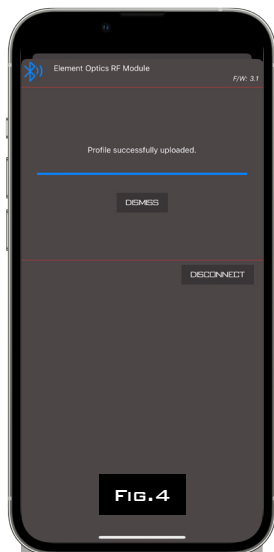 Element Optics RF Module
F/W: 3.1
Profile successfully uploaded.
DISMISS
DISCONNECT
Fig.4